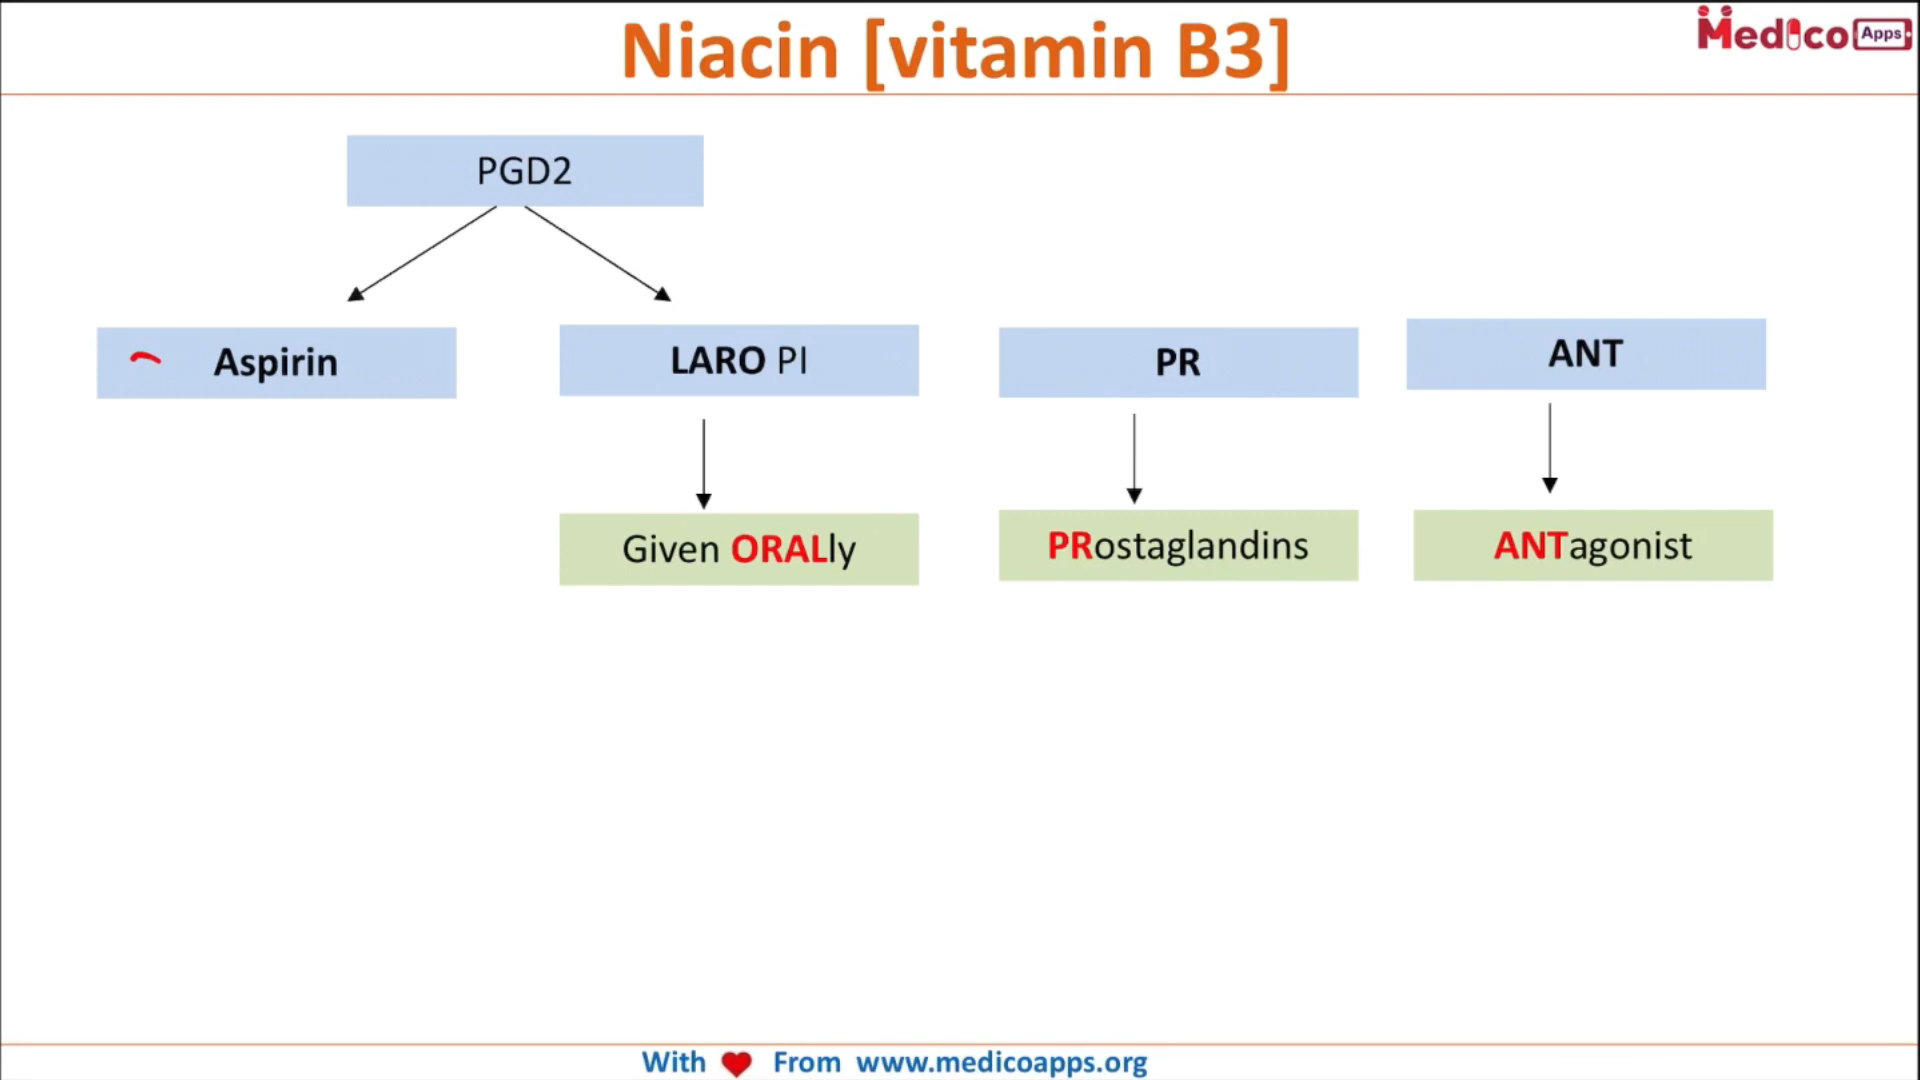 Niacin [vitamin B3]
Medico Apps
PGD2
Aspirin
LARO PI
PR
ANT
Given ORALly
PRostaglandins
ANTagonist
With From www.medicoapps.org